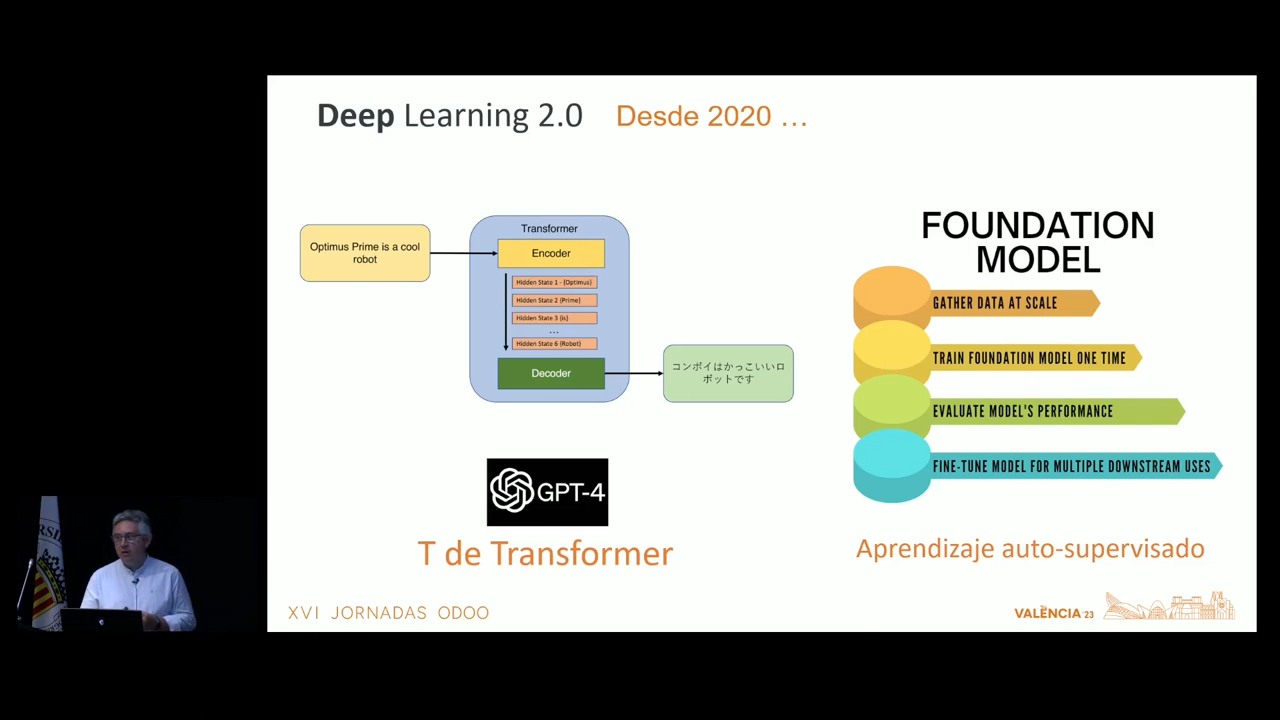 Deep Learning 2.0 Desde 2020 ...
Optimus Prime is a cool
robot
Transformer
Encoder
Hidden State 1 - {Optimus}
Hidden State 2 {Prime}
Hidden State 3 {is}
...
Hidden State 6 {Robot}
Decoder
コンボイはかっこいいロ
ボットです
GPT-4
T de Transformer
FOUNDATION
MODEL
GATHER DATA AT SCALE
TRAIN FOUNDATION MODEL ONE TIME
EVALUATE MODEL'S PERFORMANCE
FINE-TUNE MODEL FOR MULTIPLE DOWNSTREAM USES
Aprendizaje auto-supervisado
XVI JORNADAS ODOO
VALÈNCIA '23